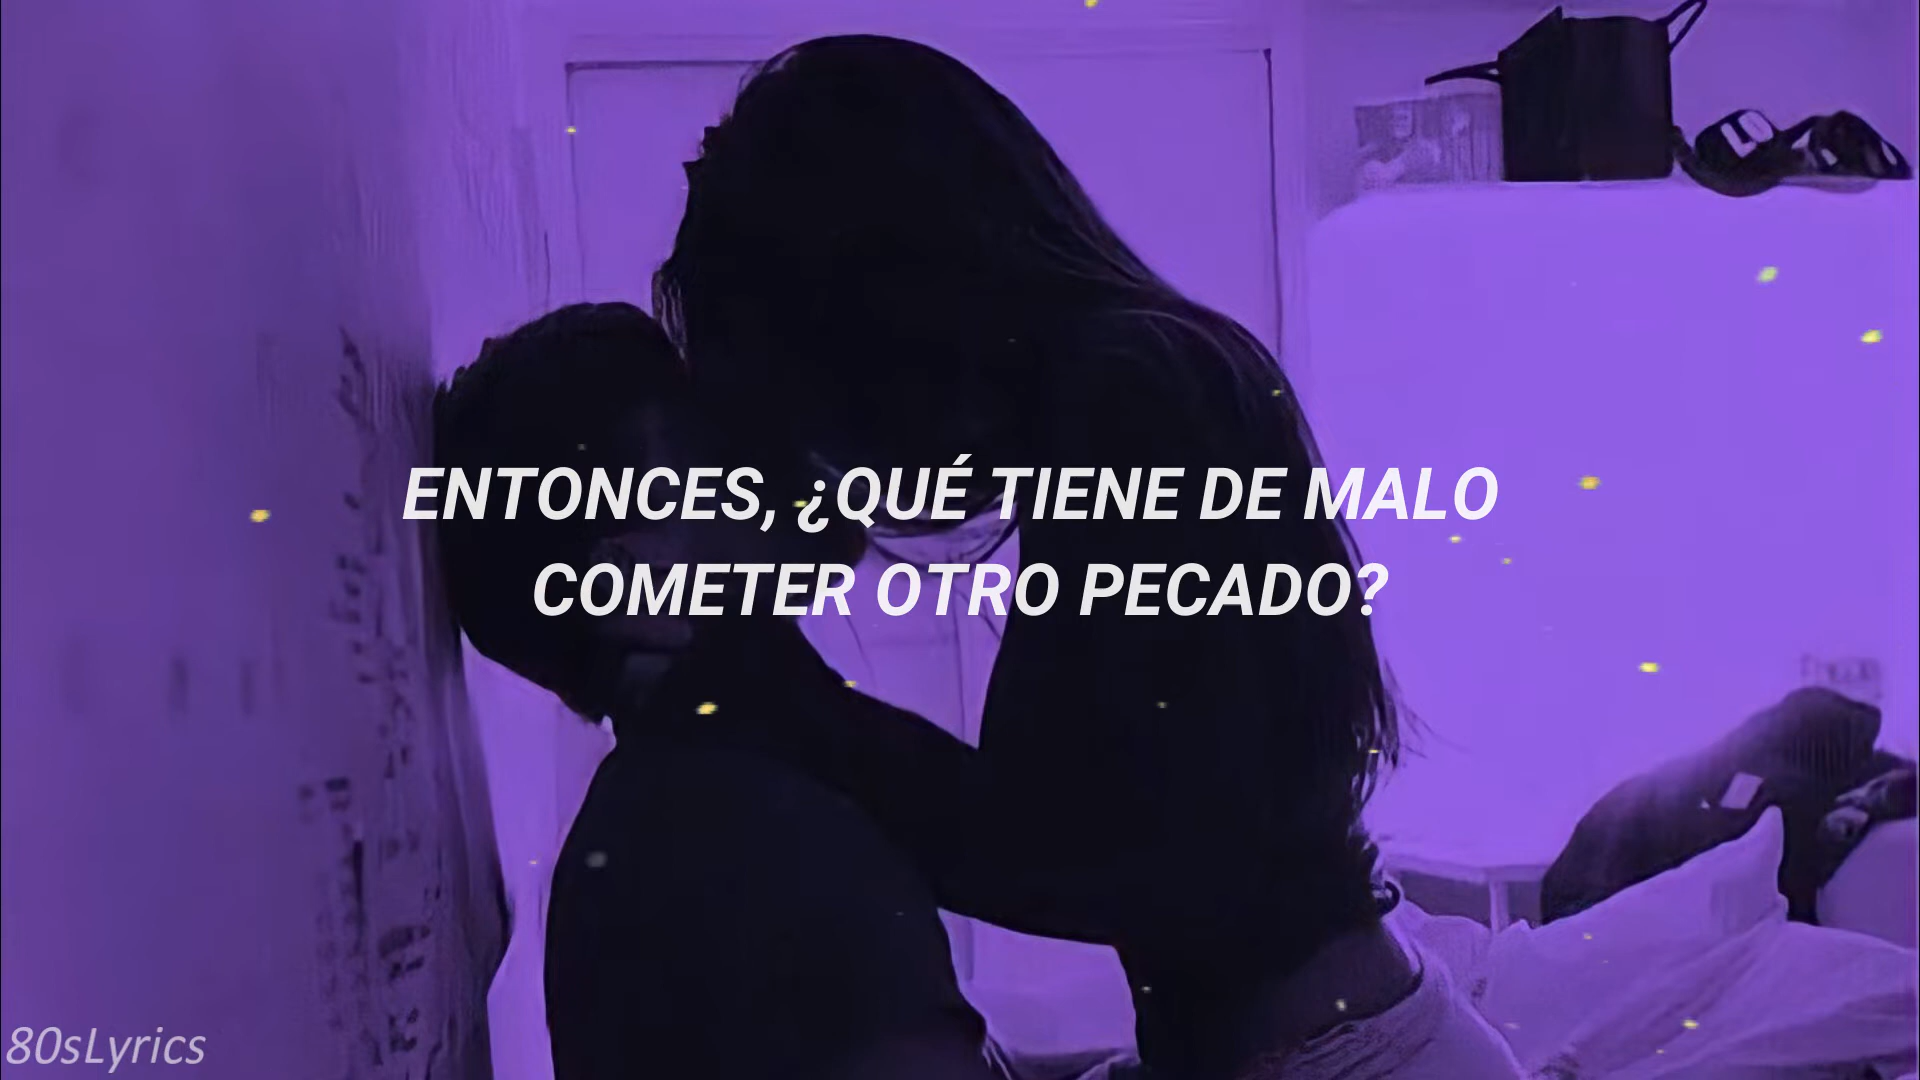 ENTONCES, ¿QUÉ TIENE DE MALO
COMETER OTRO PECADO?
80sLyrics